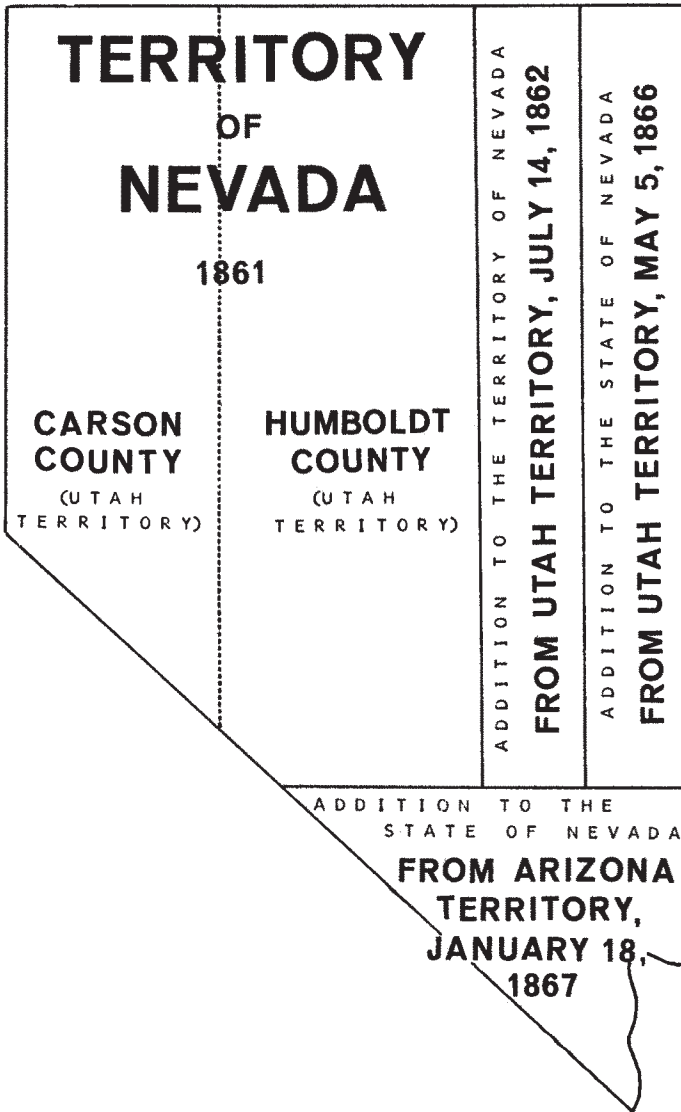 TERRITORY
OF
NEVADA
1861
CARSON
COUNTY
(UTAH
TERRITORY)
HUMBOLDT
COUNTY
(UTAH
TERRITORY)
ADDITION TO THE TERRITORY OF NEVADA
FROM UTAH TERRITORY, JULY 14, 1862
ADDITION TO THE STATE OF NEVADA
FROM UTAH TERRITORY, MAY 5, 1866
ADDITION TO THE
STATE OF NEVADA
FROM ARIZONA
TERRITORY,
JANUARY 18,
1867